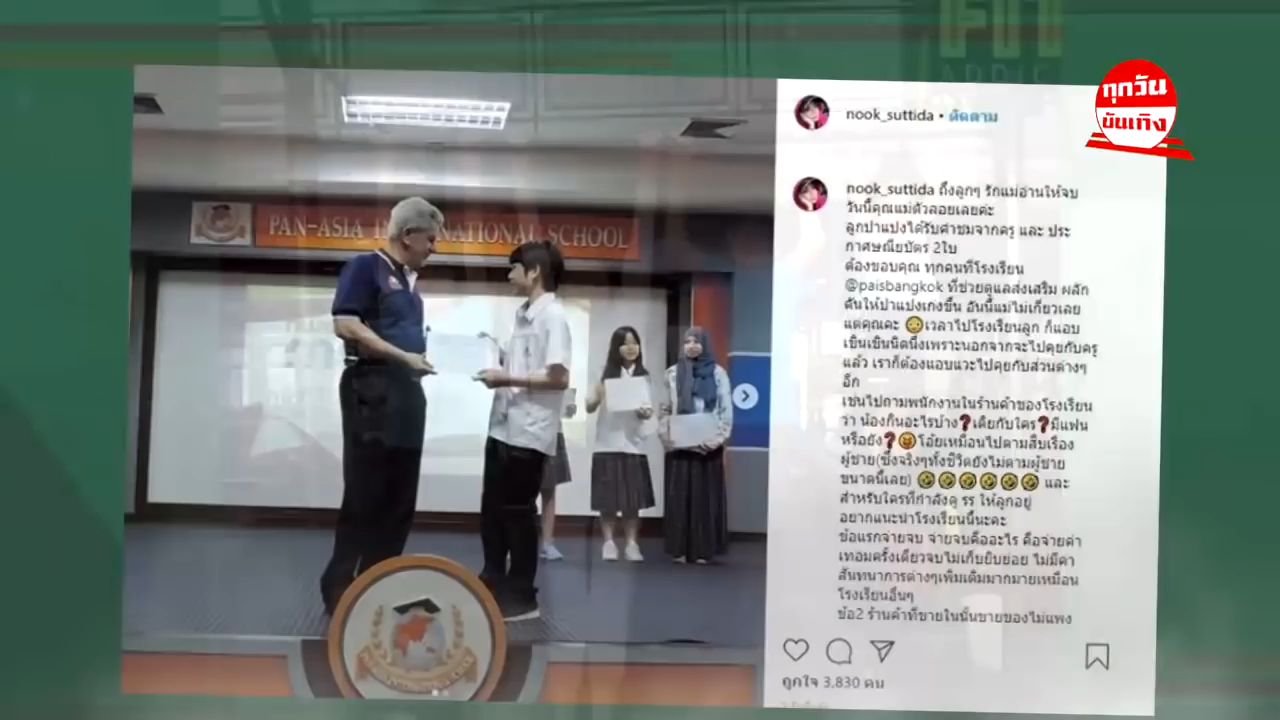 ทุกวัน
บันเทิง
PAN-ASIA INTERNATIONAL SCHOOL
nook_suttida • ติดตาม
nook_suttida ถึงลูกๆ รักแม่อ่านให้จบ
วันนี้คุณแม่ตัวลอยเลยค่ะ
ลูกปาแปงได้รับคำชมจากครู และ ประ
กาศษณียบัตร 2ใบ
ต้องขอบคุณ ทุกคนที่โรงเรียน
@paisbangkok ที่ช่วยดูแลส่งเสริม ผลัก
ดันให้ปาแปงเก่งขึ้น อันนี้แม่ไม่เกี่ยวเลย
แต่คุณคะ 😳เวลาไปโรงเรียนลูก ก็แอบ
เขินเขินนิดนึงเพราะนอกจากจะไปคุยกับครู
แล้ว เราก็ต้องแอบแวะไปคุยกับส่วนต่างๆ
อีก
เช่นไปถามพนักงานในร้านค้าของโรงเรียน
ว่า น้องกินอะไรบ้าง❓เดินกับใคร❓มีแฟน
หรือยัง❓😝โอ้ยเหมือนไปตามสืบเรื่อง
ผู้ชาย(ซึ่งจริงๆทั้งชีวิตยังไม่ตามผู้ชาย
ขนาดนี้เลย) 🤣🤣🤣🤣🤣🤣 และ
สำหรับใครที่กำลังดู รร ให้ลูกอยู่
อยากแนะนำโรงเรียนนี้นะคะ
ข้อแรกจ่ายจบ จ่ายจบคืออะไร คือจ่ายค่า
เทอมครั้งเดียวจบไม่เก็บยิบย่อย ไม่มีค่า
สันทนาการต่างๆเพิ่มเติมมากมายเหมือน
โรงเรียนอื่นๆ
ข้อ2 ร้านค้าที่ขายในนั้นขายของไม่แพง
ถูกใจ 3,830 คน